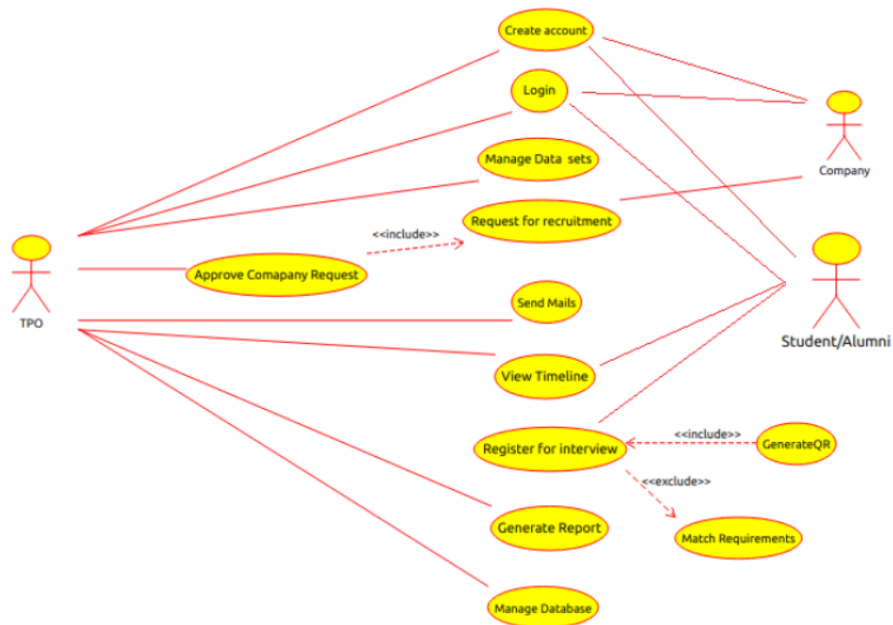 Create account
Login
Company
Manage Data sets
Request for recruitment
<<include>>
Approve Comapany Request
TPO
Send Mails
Student/Alumni
View Timeline
Register for interview
<<include>>
GenerateQR
<<exclude>>
Generate Report
Match Requirements
Manage Database